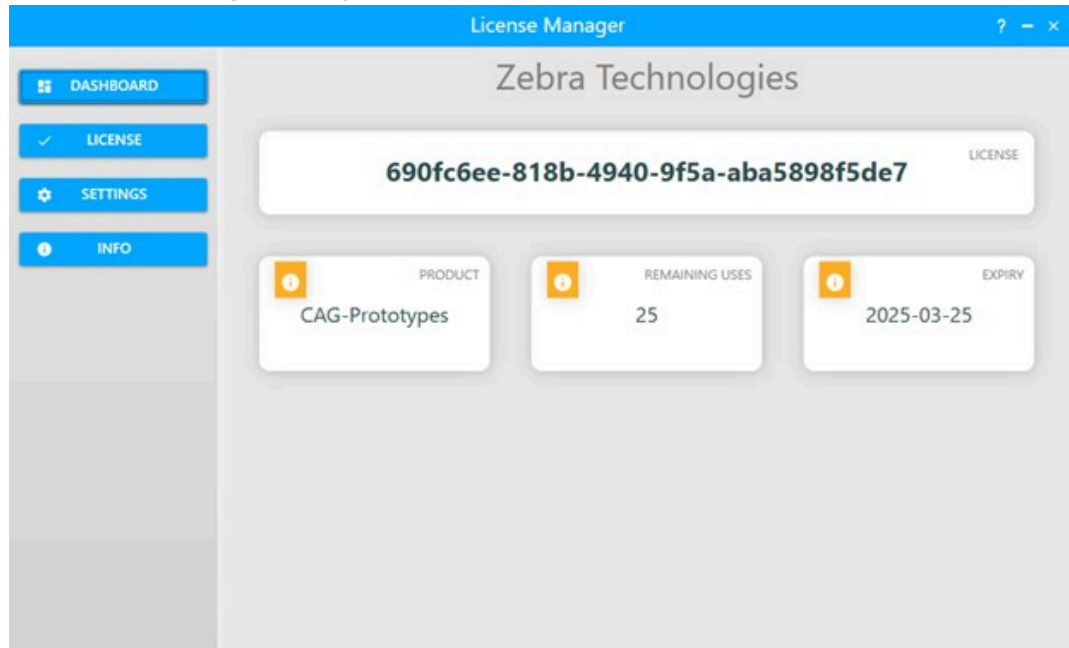 License Manager
? – ×
DASHBOARD
LICENSE
SETTINGS
INFO
Zebra Technologies
LICENSE
690fc6ee-818b-4940-9f5a-aba5898f5de7
PRODUCT
CAG-Prototypes
REMAINING USES
25
EXPIRY
2025-03-25